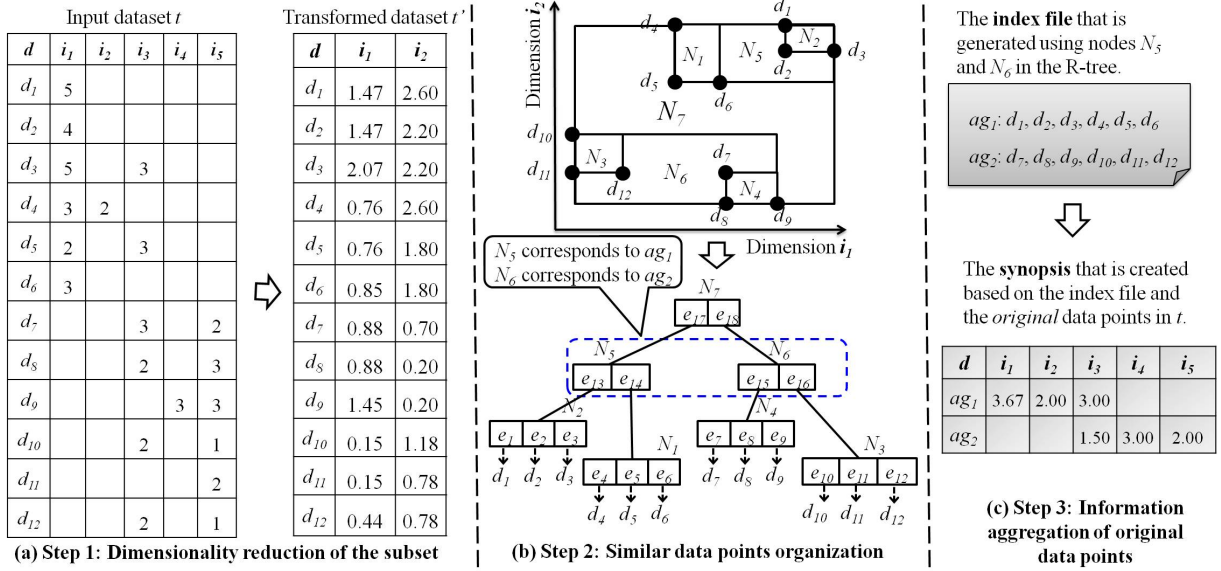 Input dataset t
d i1 i2 i3 i4 i5
d1 5
d2 4
d3 5 3
d4 3 2
d5 2 3
d6 3
d7 3 2
d8 2 3
d9 3 3
d10 2 1
d11 2
d12 2 1
Transformed dataset t’
d i1 i2
d1 1.47 2.60
d2 1.47 2.20
d3 2.07 2.20
d4 0.76 2.60
d5 0.76 1.80
d6 0.85 1.80
d7 0.88 0.70
d8 0.88 0.20
d9 1.45 0.20
d10 0.15 1.18
d11 0.15 0.78
d12 0.44 0.78
(a) Step 1: Dimensionality reduction of the subset
Dimension i2
d4 d1
N1 N5 N2 d3
d2
d5 d6
N7
d10
N3 d7
d11 N6
d12 N4
d8 d9
Dimension i1
N5 corresponds to ag1
N6 corresponds to ag2
N7
e17 e18
N5 N6
e13 e14 e15 e16
N2 N4
e1 e2 e3 e7 e8 e9
N1 N3
d1 d2 d3 e4 e5 e6 d7 d8 d9 e10 e11 e12
d4 d5 d6 d10 d11 d12
(b) Step 2: Similar data points organization
The index file that is
generated using nodes N5
and N6 in the R-tree.
ag1: d1, d2, d3, d4, d5, d6
ag2: d7, d8, d9, d10, d11, d12
The synopsis that is created
based on the index file and
the original data points in t.
d i1 i2 i3 i4 i5
ag1 3.67 2.00 3.00
ag2 1.50 3.00 2.00
(c) Step 3: Information
aggregation of original
data points